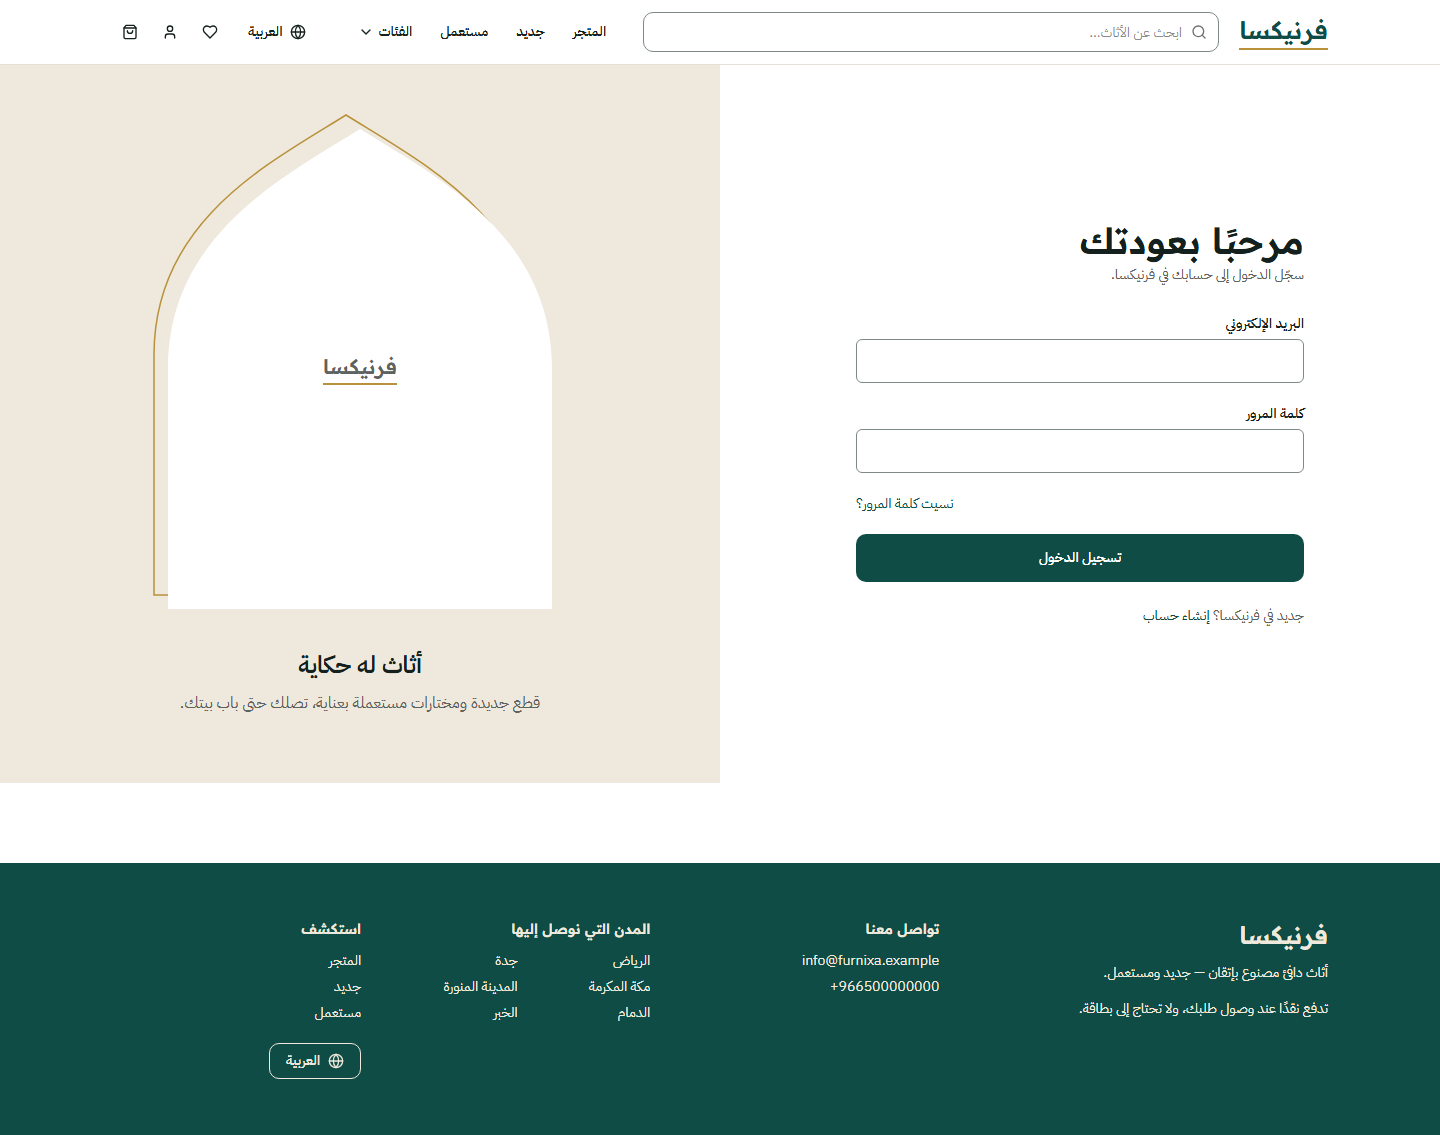 فرنيكسا
ابحث عن الأثاث...
المتجر
جديد
مستعمل
الفئات
العربية
مرحبًا بعودتك
سجّل الدخول إلى حسابك في فرنيكسا.
البريد الإلكتروني
كلمة المرور
نسيت كلمة المرور؟
تسجيل الدخول
جديد في فرنيكسا؟ إنشاء حساب
فرنيكسا
أثاث له حكاية
قطع جديدة ومختارات مستعملة بعناية، تصلك حتى باب بيتك.
فرنيكسا
أثاث دافئ مصنوع بإتقان — جديد ومستعمل.
تدفع نقدًا عند وصول طلبك، ولا تحتاج إلى بطاقة.
تواصل معنا
info@furnixa.example
+966500000000
المدن التي نوصل إليها
الرياض
جدة
مكة المكرمة
المدينة المنورة
الدمام
الخبر
استكشف
المتجر
جديد
مستعمل
العربية